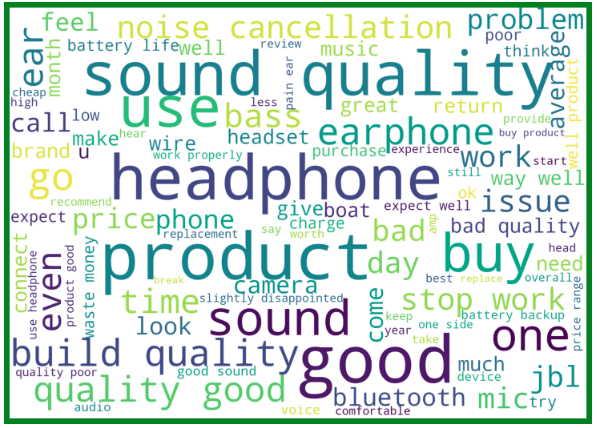 feel noise cancellation problem
battery life well review music poor think
ear month cheap sound quality average
high less pain ear great return provide well product
call low use bass earphone buy product
make hear wire headset work
brand u work properly purchase experience still start
go headphone ok way well issue
recommend
expect price phone give boat expect well bad quality
replacement say worth charge bad amp head
connect even product day buy need
use headphone product good waste money camera best overall
time slightly disappointed come stop work price range
break keep replace
look sound year one side battery backup one
build quality good take much device jbl
quality poor good sound bluetooth mic try
quality good
audio voice comfortable